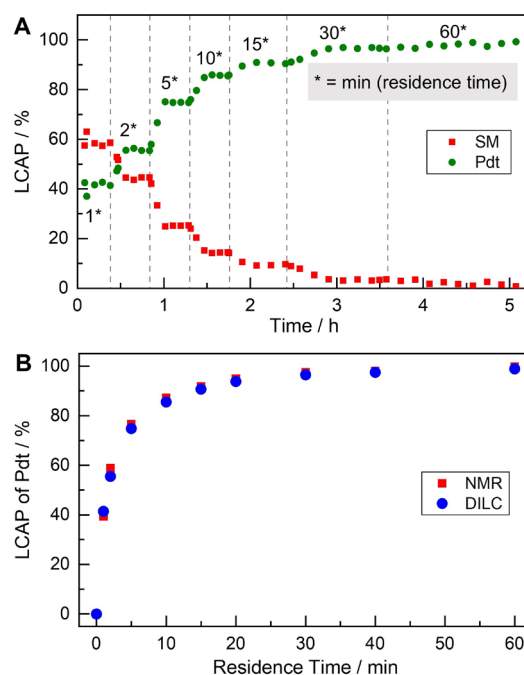 A
LCAP / %
100
80
60
40
20
0
1*
2*
5*
10*
15*
30*
60*
* = min (residence time)
SM
Pdt
0 1 2 3 4 5
Time / h
B
LCAP of Pdt / %
100
80
60
40
20
0
NMR
DILC
0 10 20 30 40 50 60
Residence Time / min